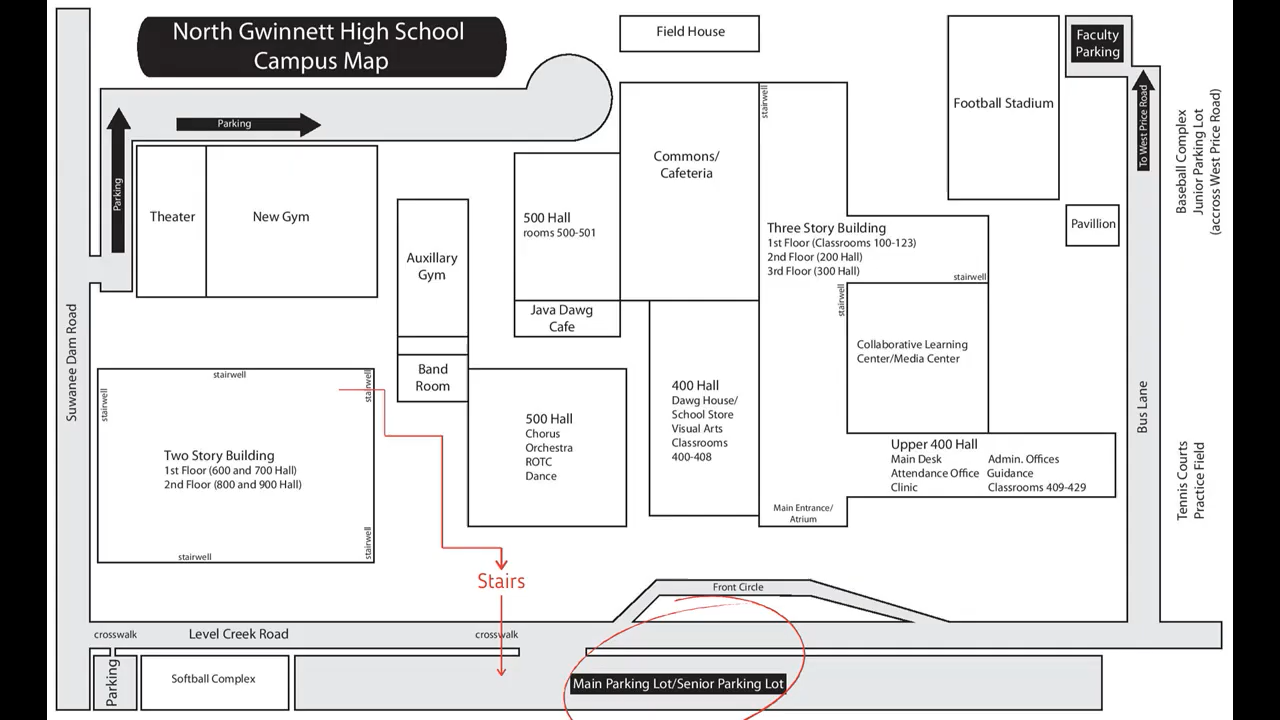 North Gwinnett High School
Campus Map
Field House
Faculty
Parking
Football Stadium
To West Price Road
Baseball Complex
Junior Parking Lot
(accross West Price Road)
Parking
Parking
Theater
New Gym
Auxillary
Gym
500 Hall
rooms 500-501
Commons/
Cafeteria
stairwell
Three Story Building
1st Floor (Classrooms 100-123)
2nd Floor (200 Hall)
3rd Floor (300 Hall)
stairwell
stairwell
Pavillion
Java Dawg
Cafe
Suwanee Dam Road
Collaborative Learning
Center/Media Center
Band
Room
stairwell
stairwell
stairwell
Two Story Building
1st Floor (600 and 700 Hall)
2nd Floor (800 and 900 Hall)
stairwell
stairwell
500 Hall
Chorus
Orchestra
ROTC
Dance
400 Hall
Dawg House/
School Store
Visual Arts
Classrooms
400-408
Upper 400 Hall
Main Desk Admin. Offices
Attendance Office Guidance
Clinic Classrooms 409-429
Main Entrance/
Atrium
Bus Lane
Tennis Courts
Practice Field
Stairs
Front Circle
crosswalk
Level Creek Road
crosswalk
Parking
Softball Complex
Main Parking Lot/Senior Parking Lot